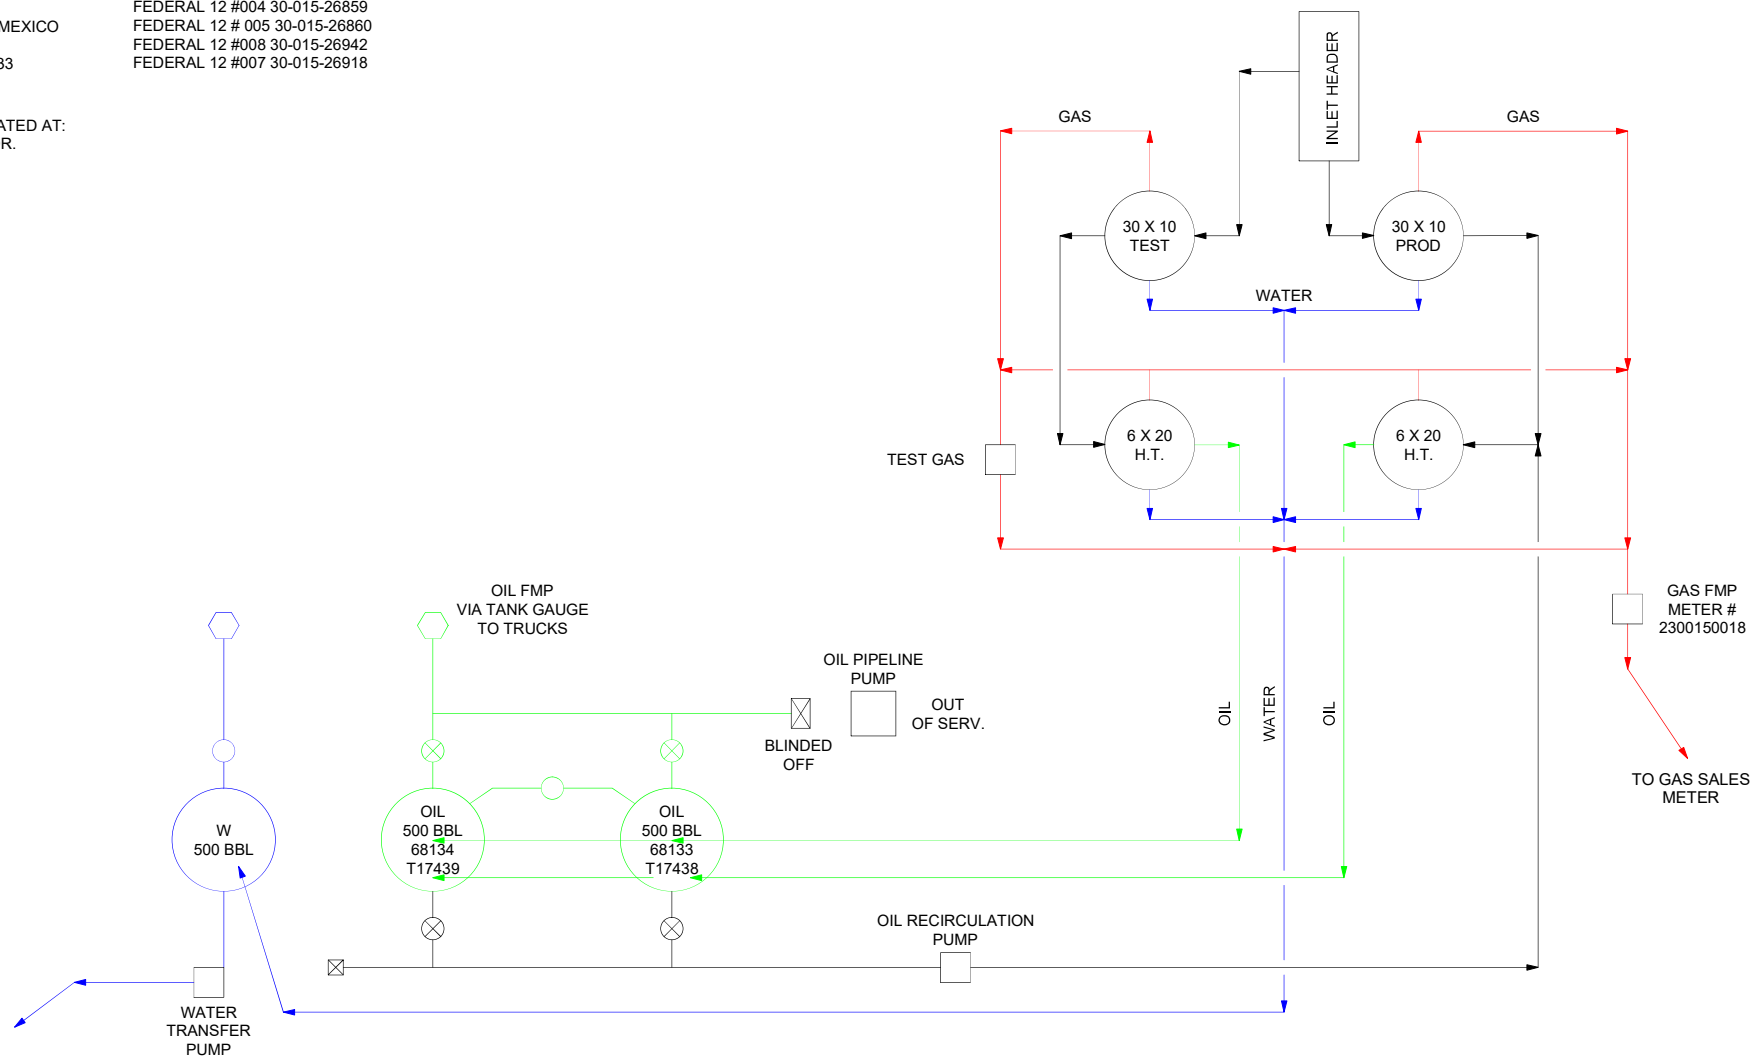 FEDERAL 12 #004 30-015-26859
MEXICO
FEDERAL 12 # 005 30-015-26860
FEDERAL 12 #008 30-015-26942
33
FEDERAL 12 #007 30-015-26918
ATED AT:
R.
INLET HEADER
GAS
GAS
30 X 10
TEST
30 X 10
PROD
WATER
6 X 20
H.T.
6 X 20
H.T.
TEST GAS
OIL FMP
VIA TANK GAUGE
TO TRUCKS
GAS FMP
METER #
2300150018
OIL PIPELINE
PUMP
OUT
OF SERV.
BLINDED
OFF
OIL
WATER
OIL
TO GAS SALES
METER
W
500 BBL
OIL
500 BBL
68134
T17439
OIL
500 BBL
68133
T17438
OIL RECIRCULATION
PUMP
WATER
TRANSFER
PUMP